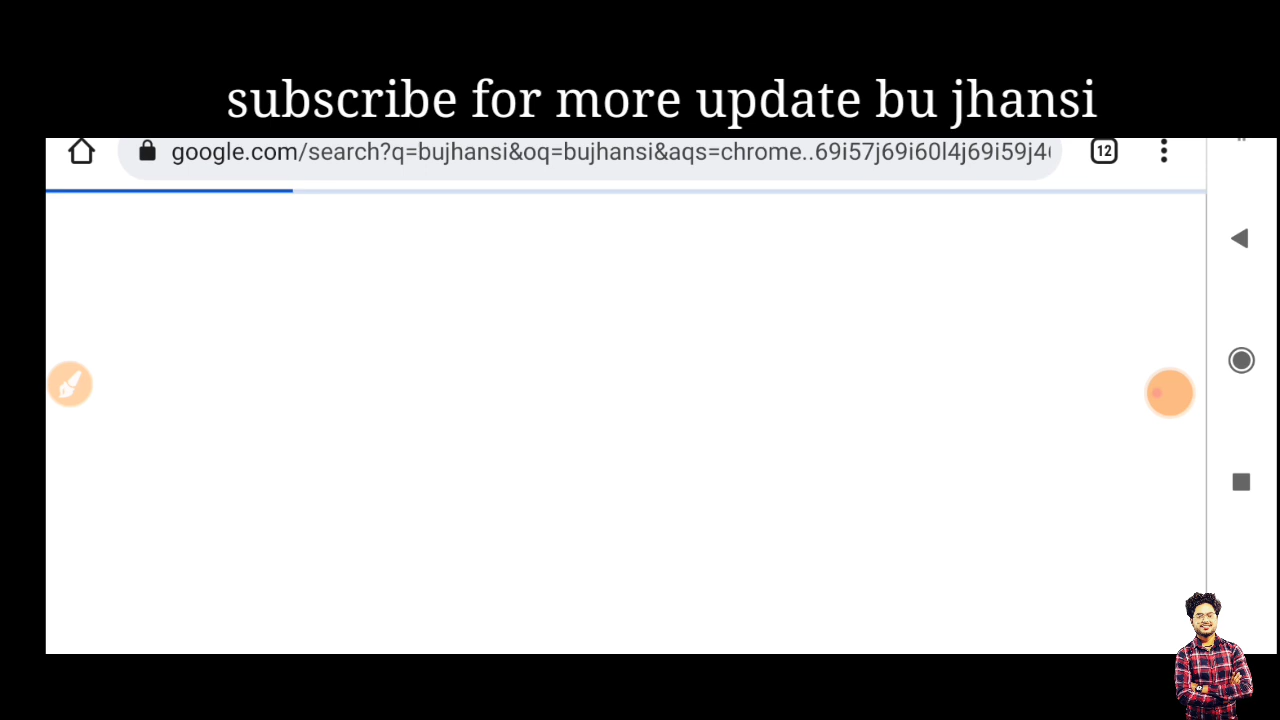 subscribe for more update bu jhansi
google.com/search?q=bujhansi&oq=bujhansi&aqs=chrome..69i57j69i60l4j69i59j4
12